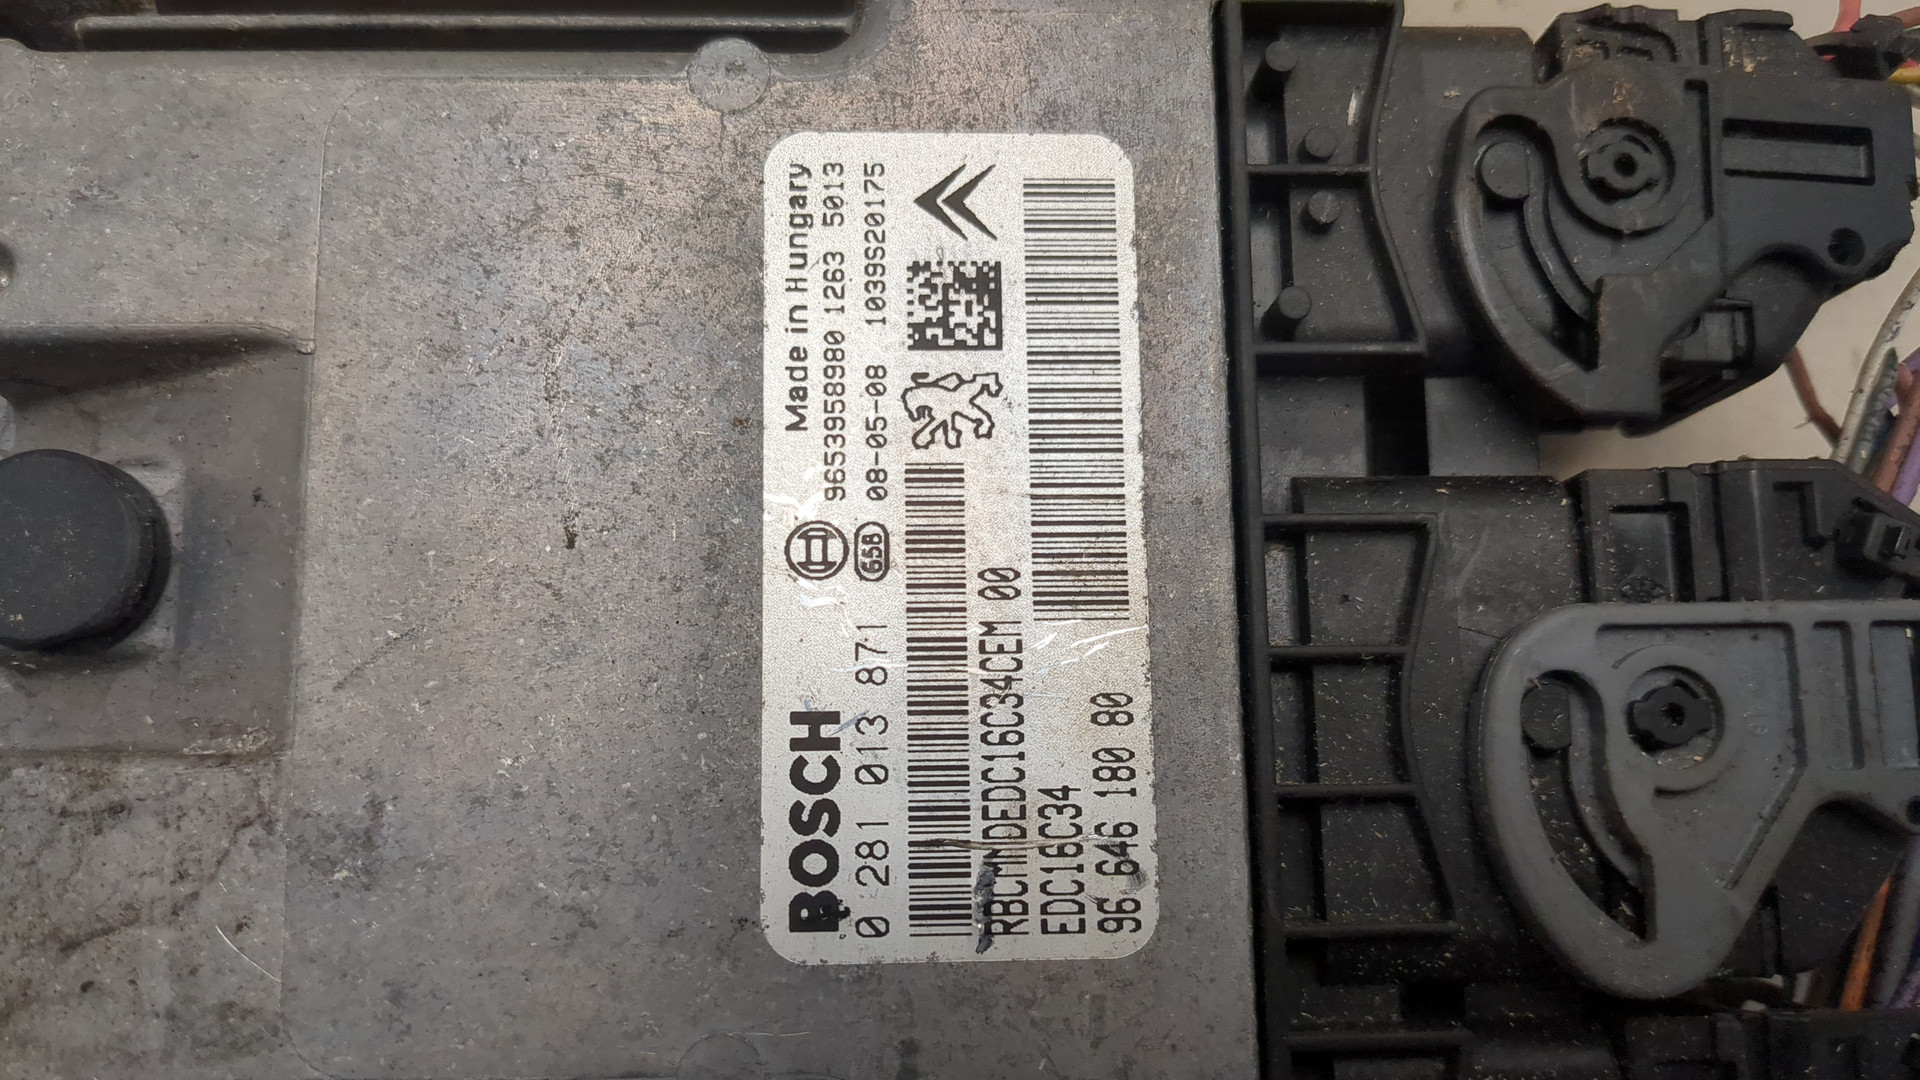 BOSCH
Made in Hungary
9653958980 1263 5013
0 281 013 871
658
08-05-08 1039S20175
RBCMMDEDC16C34CEM 00
EDC16C34
96 646 180 80